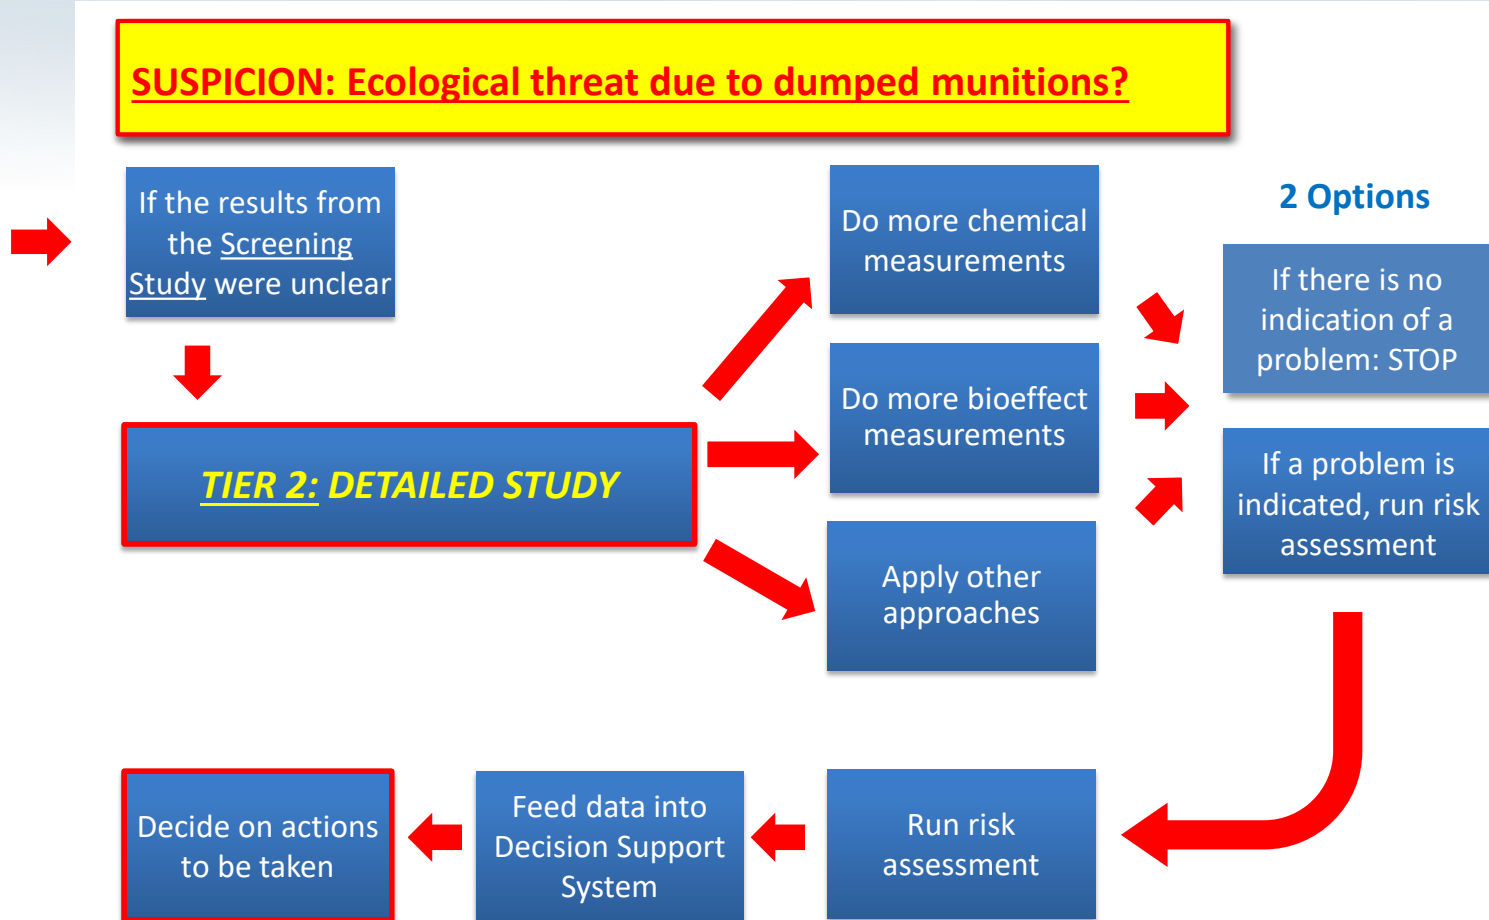 SUSPICION: Ecological threat due to dumped munitions?
If the results from
the Screening
Study were unclear
TIER 2: DETAILED STUDY
Do more chemical
measurements
Do more bioeffect
measurements
Apply other
approaches
2 Options
If there is no
indication of a
problem: STOP
If a problem is
indicated, run risk
assessment
Run risk
assessment
Feed data into
Decision Support
System
Decide on actions
to be taken